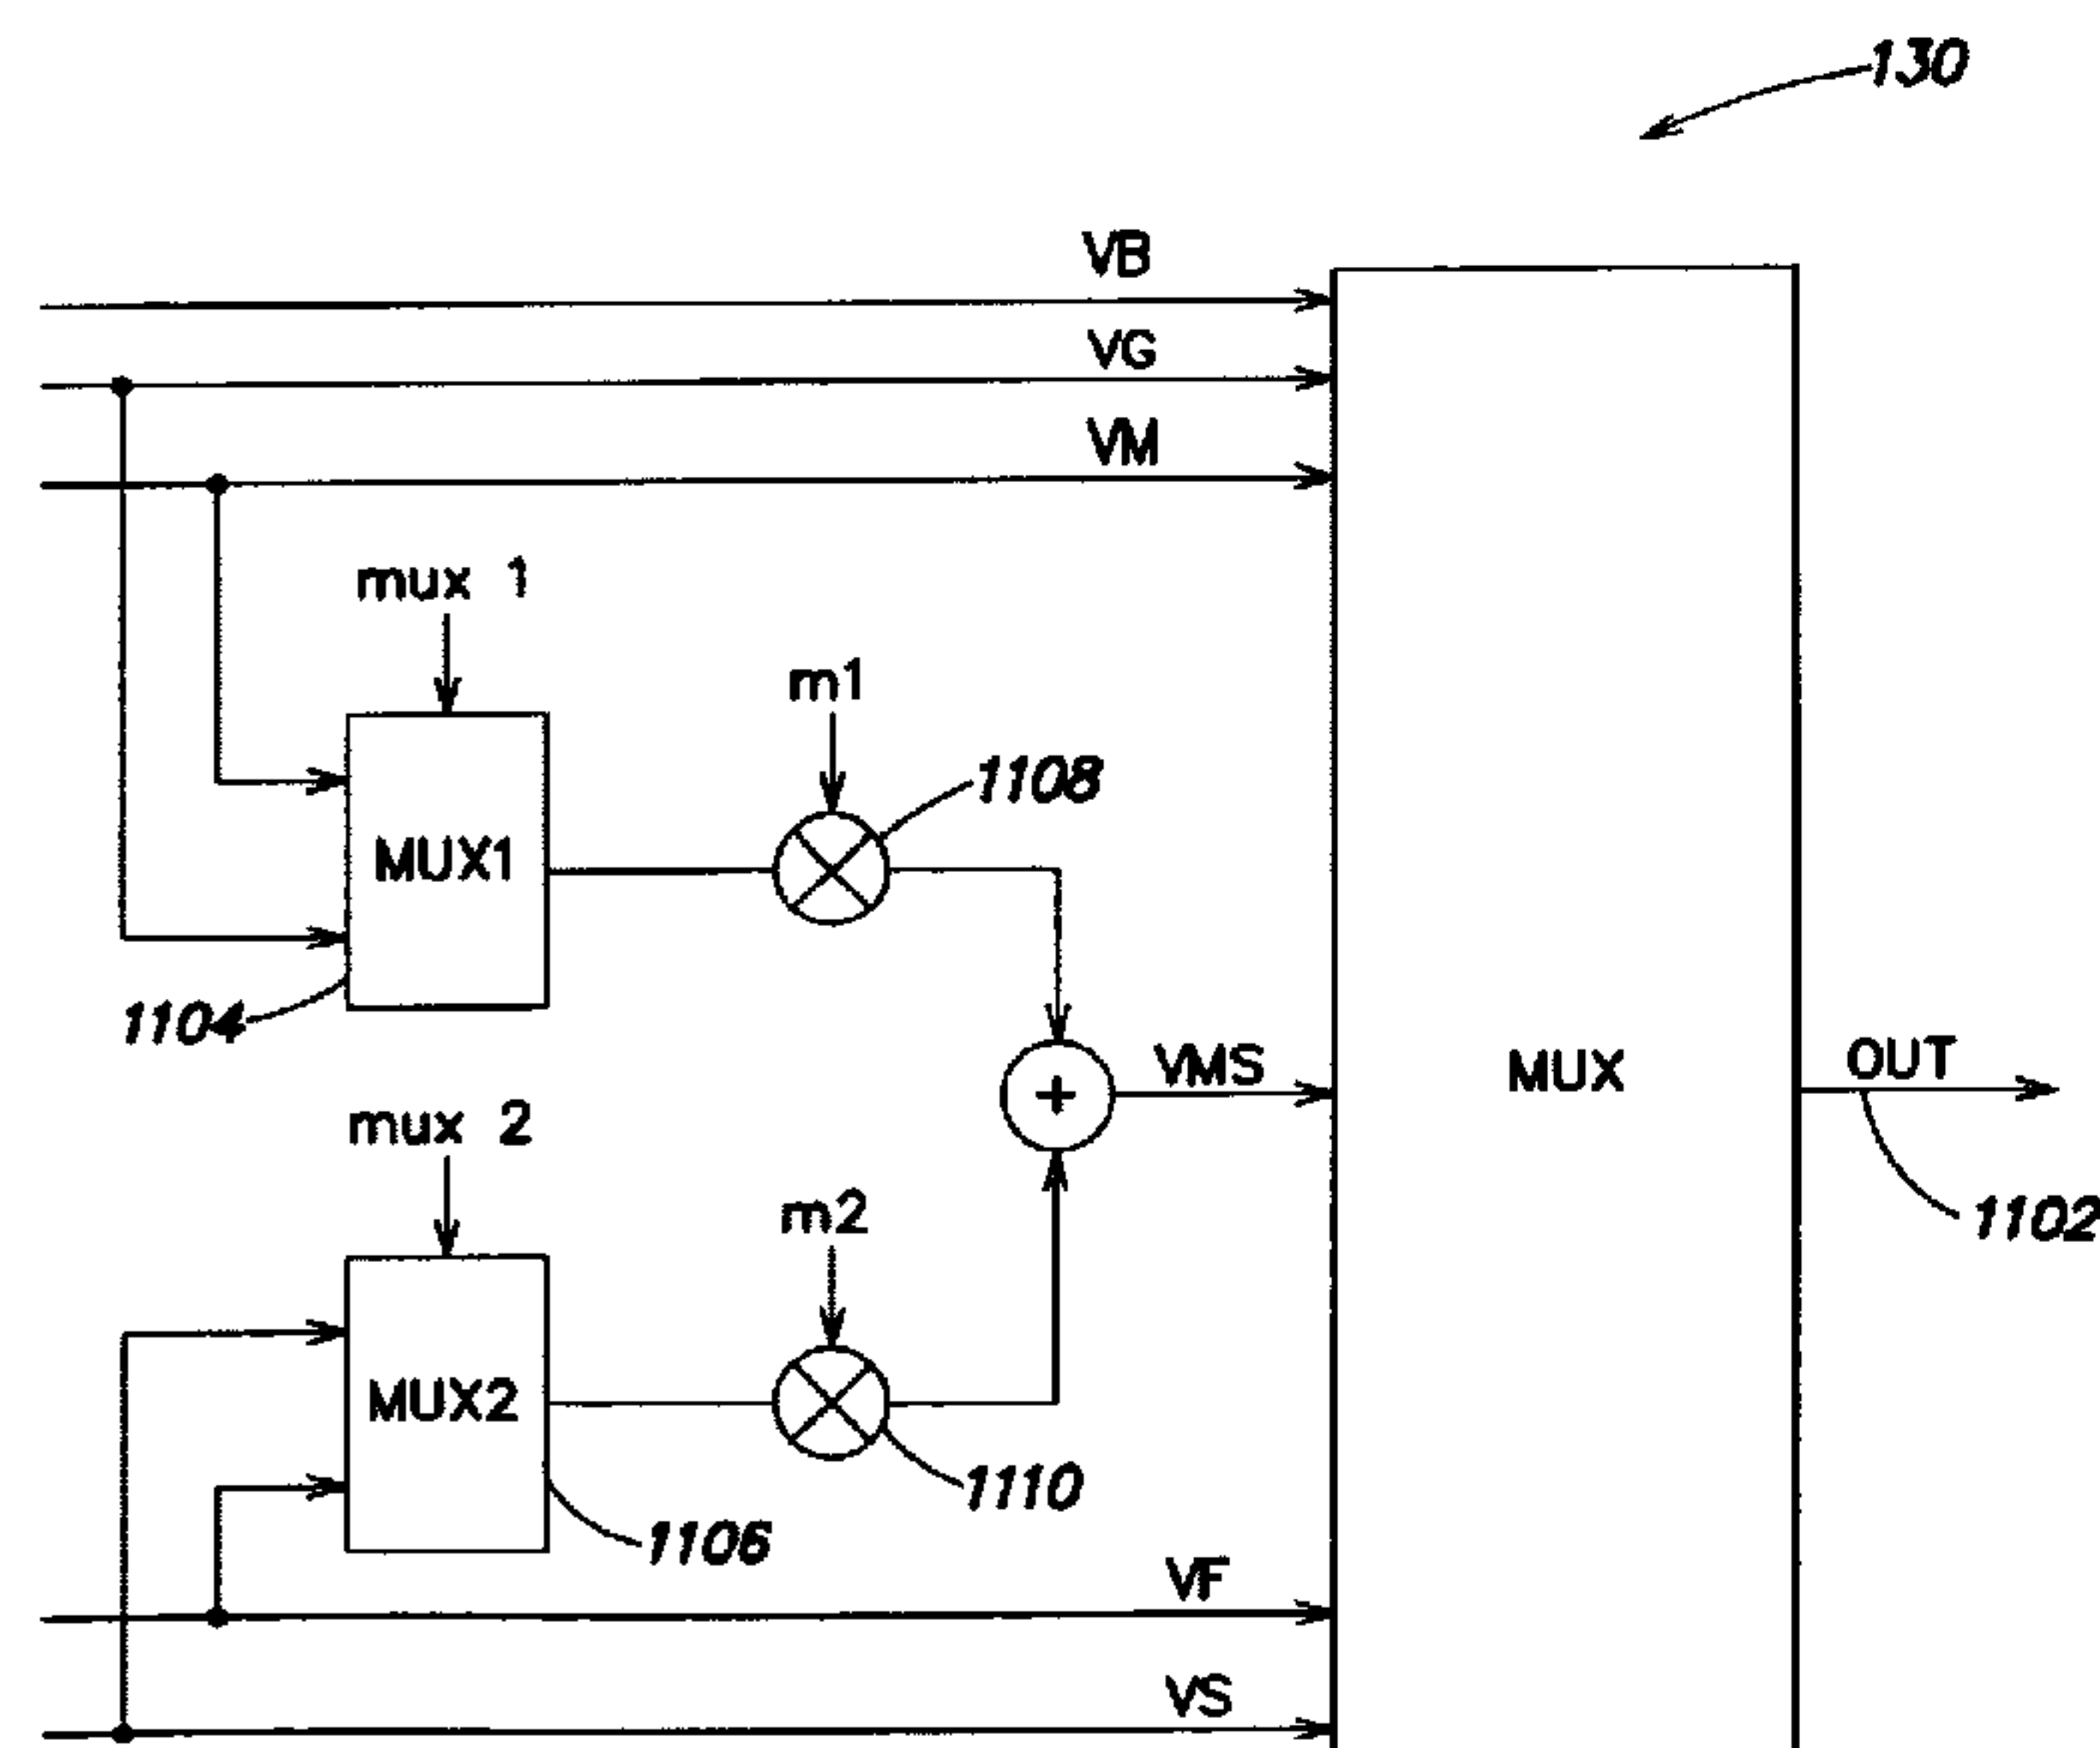 130
VB
VG
VM
mux 1
m1
1108
MUX1
1104
VMS
MUX
OUT
mux 2
m2
1102
MUX2
1110
1106
VF
VS